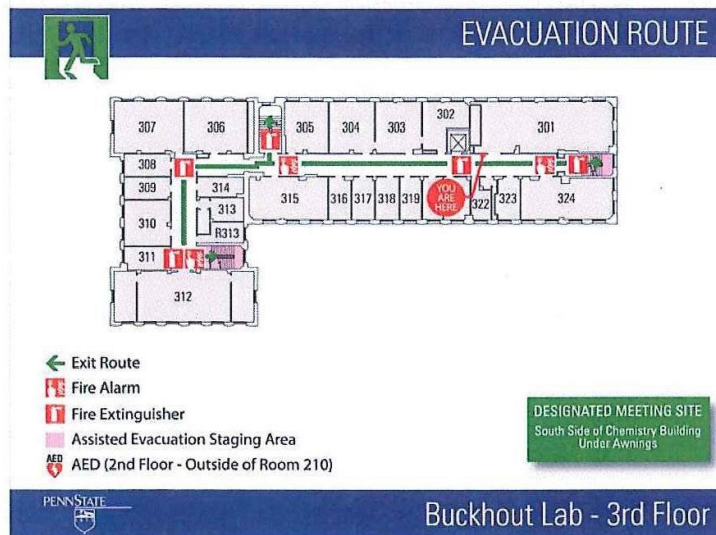 EVACUATION ROUTE
307
306
305
304
303
302
301
308
309
314
310
313
R313
311
312
315
316
317
318
319
YOU
ARE
HERE
322
323
324
Exit Route
Fire Alarm
Fire Extinguisher
Assisted Evacuation Staging Area
AED
AED (2nd Floor - Outside of Room 210)
DESIGNATED MEETING SITE
South Side of Chemistry Building
Under Awnings
PENNSTATE
Buckhout Lab - 3rd Floor